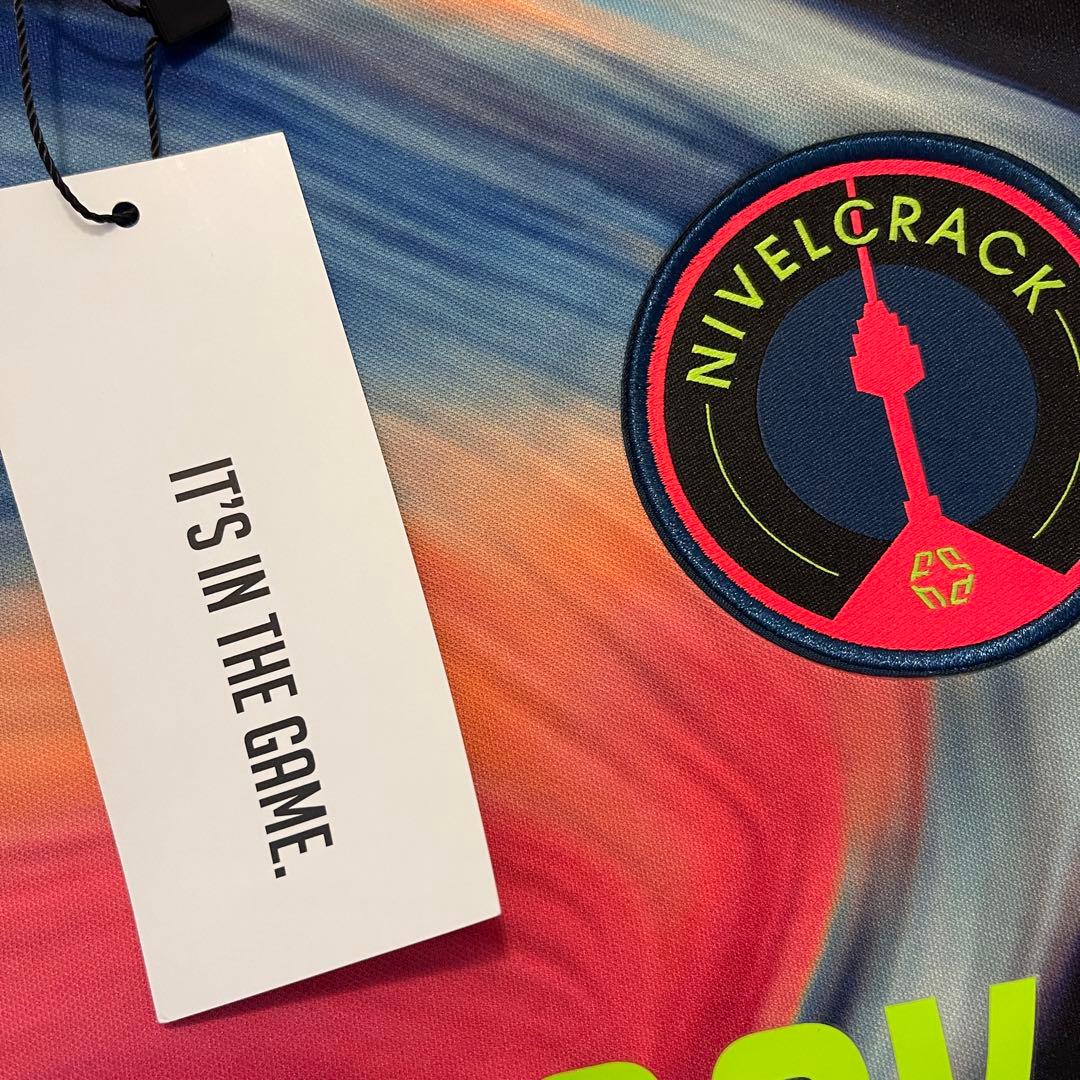 IT'S IN THE GAME.
NIVELCRACK